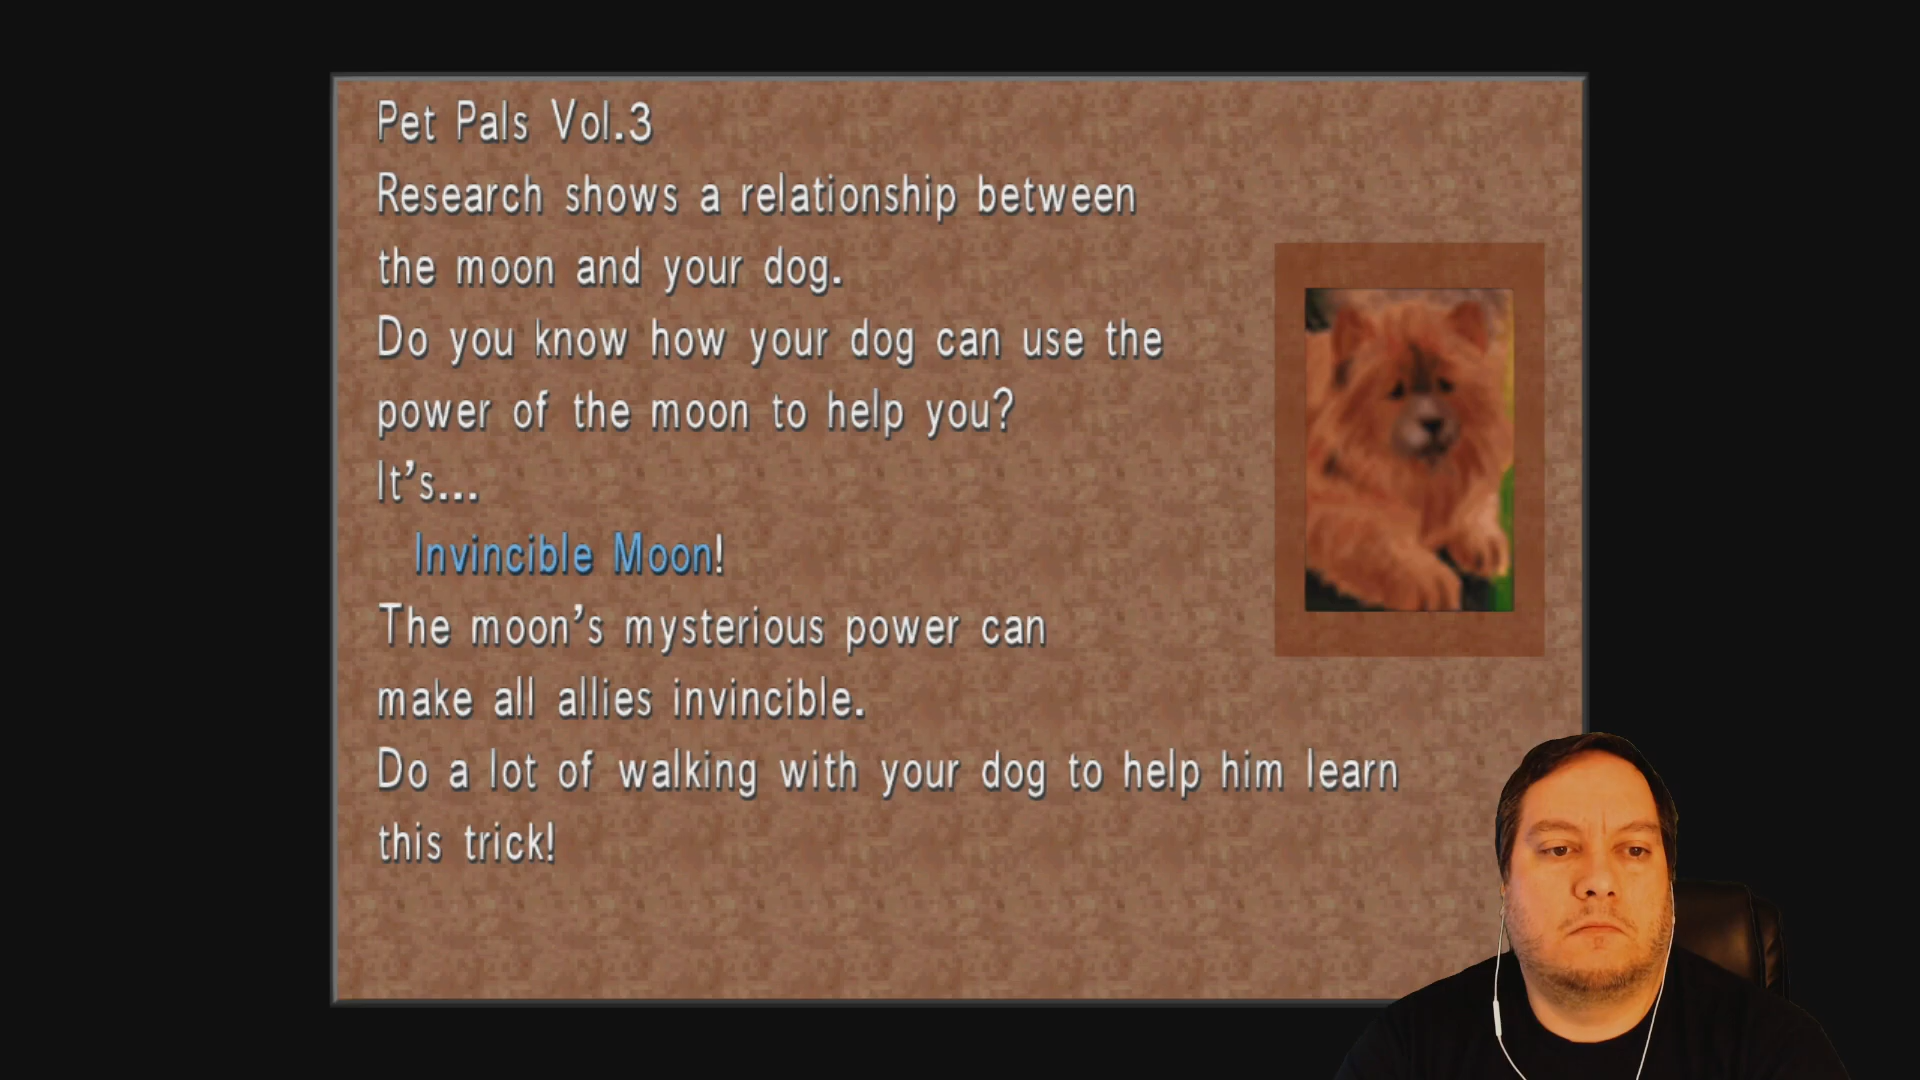 Pet Pals Vol.3
Research shows a relationship between
the moon and your dog.
Do you know how your dog can use the
power of the moon to help you?
It's...
Invincible Moon!
The moon's mysterious power can
make all allies invincible.
Do a lot of walking with your dog to help him learn
this trick!